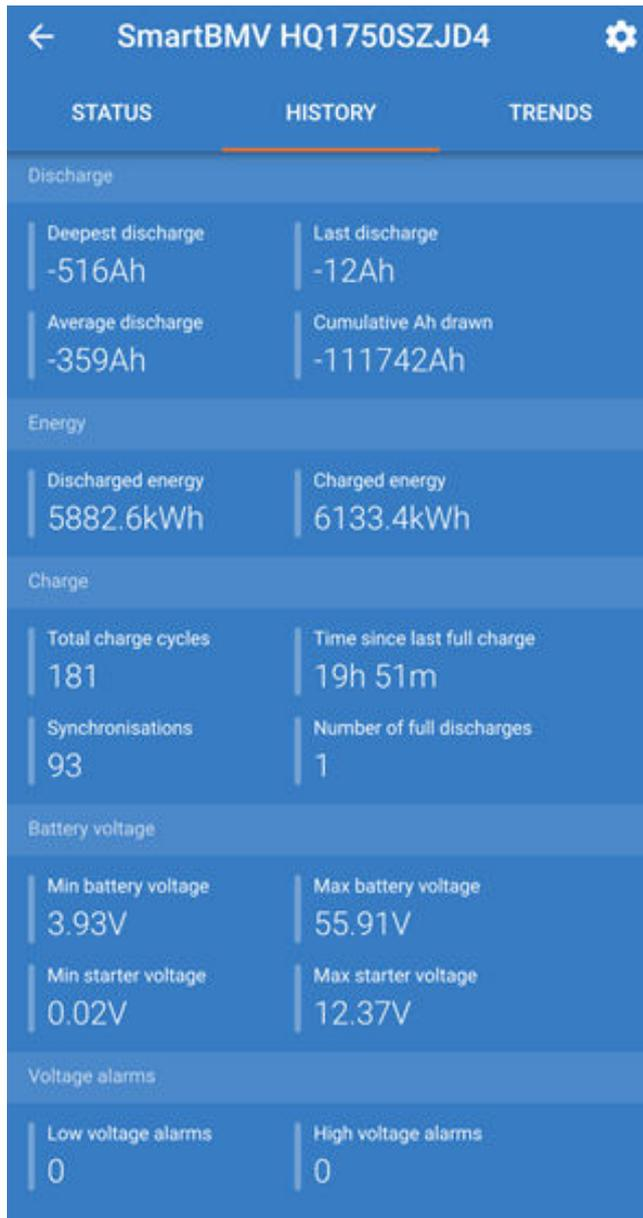 SmartBMV HQ1750SZJD4
STATUS HISTORY TRENDS
Discharge
Deepest discharge Last discharge
-516Ah -12Ah
Average discharge Cumulative Ah drawn
-359Ah -111742Ah
Energy
Discharged energy Charged energy
5882.6kWh 6133.4kWh
Charge
Total charge cycles Time since last full charge
181 19h 51m
Synchronisations Number of full discharges
93 1
Battery voltage
Min battery voltage Max battery voltage
3.93V 55.91V
Min starter voltage Max starter voltage
0.02V 12.37V
Voltage alarms
Low voltage alarms High voltage alarms
0 0